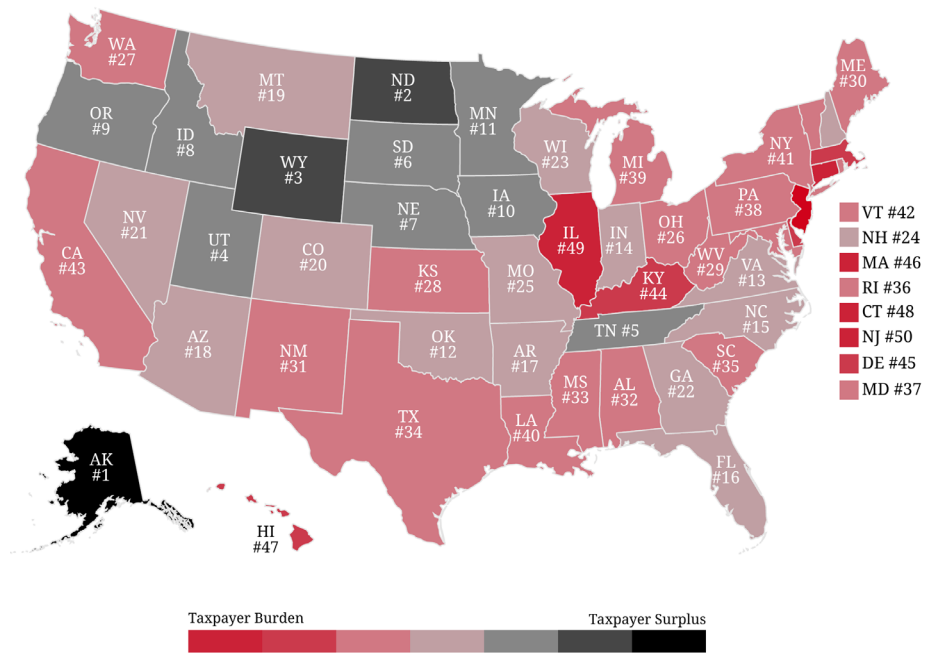 WA
#27
MT
#19
ND
#2
MN
#11
ME
#30
OR
#9
ID
#8
WY
#3
SD
#6
WI
#23
MI
#39
NY
#41
NV
#21
UT
#4
CO
#20
NE
#7
IA
#10
IL
#49
IN
#14
OH
#26
PA
#38
CA
#43
KS
#28
MO
#25
KY
#44
WV
#29
VA
#13
VT #42
NH #24
MA #46
RI #36
CT #48
NJ #50
DE #45
MD #37
AZ
#18
NM
#31
OK
#12
AR
#17
TN #5
NC
#15
SC
#35
TX
#34
LA
#40
MS
#33
AL
#32
GA
#22
FL
#16
AK
#1
HI
#47
Taxpayer Burden
Taxpayer Surplus